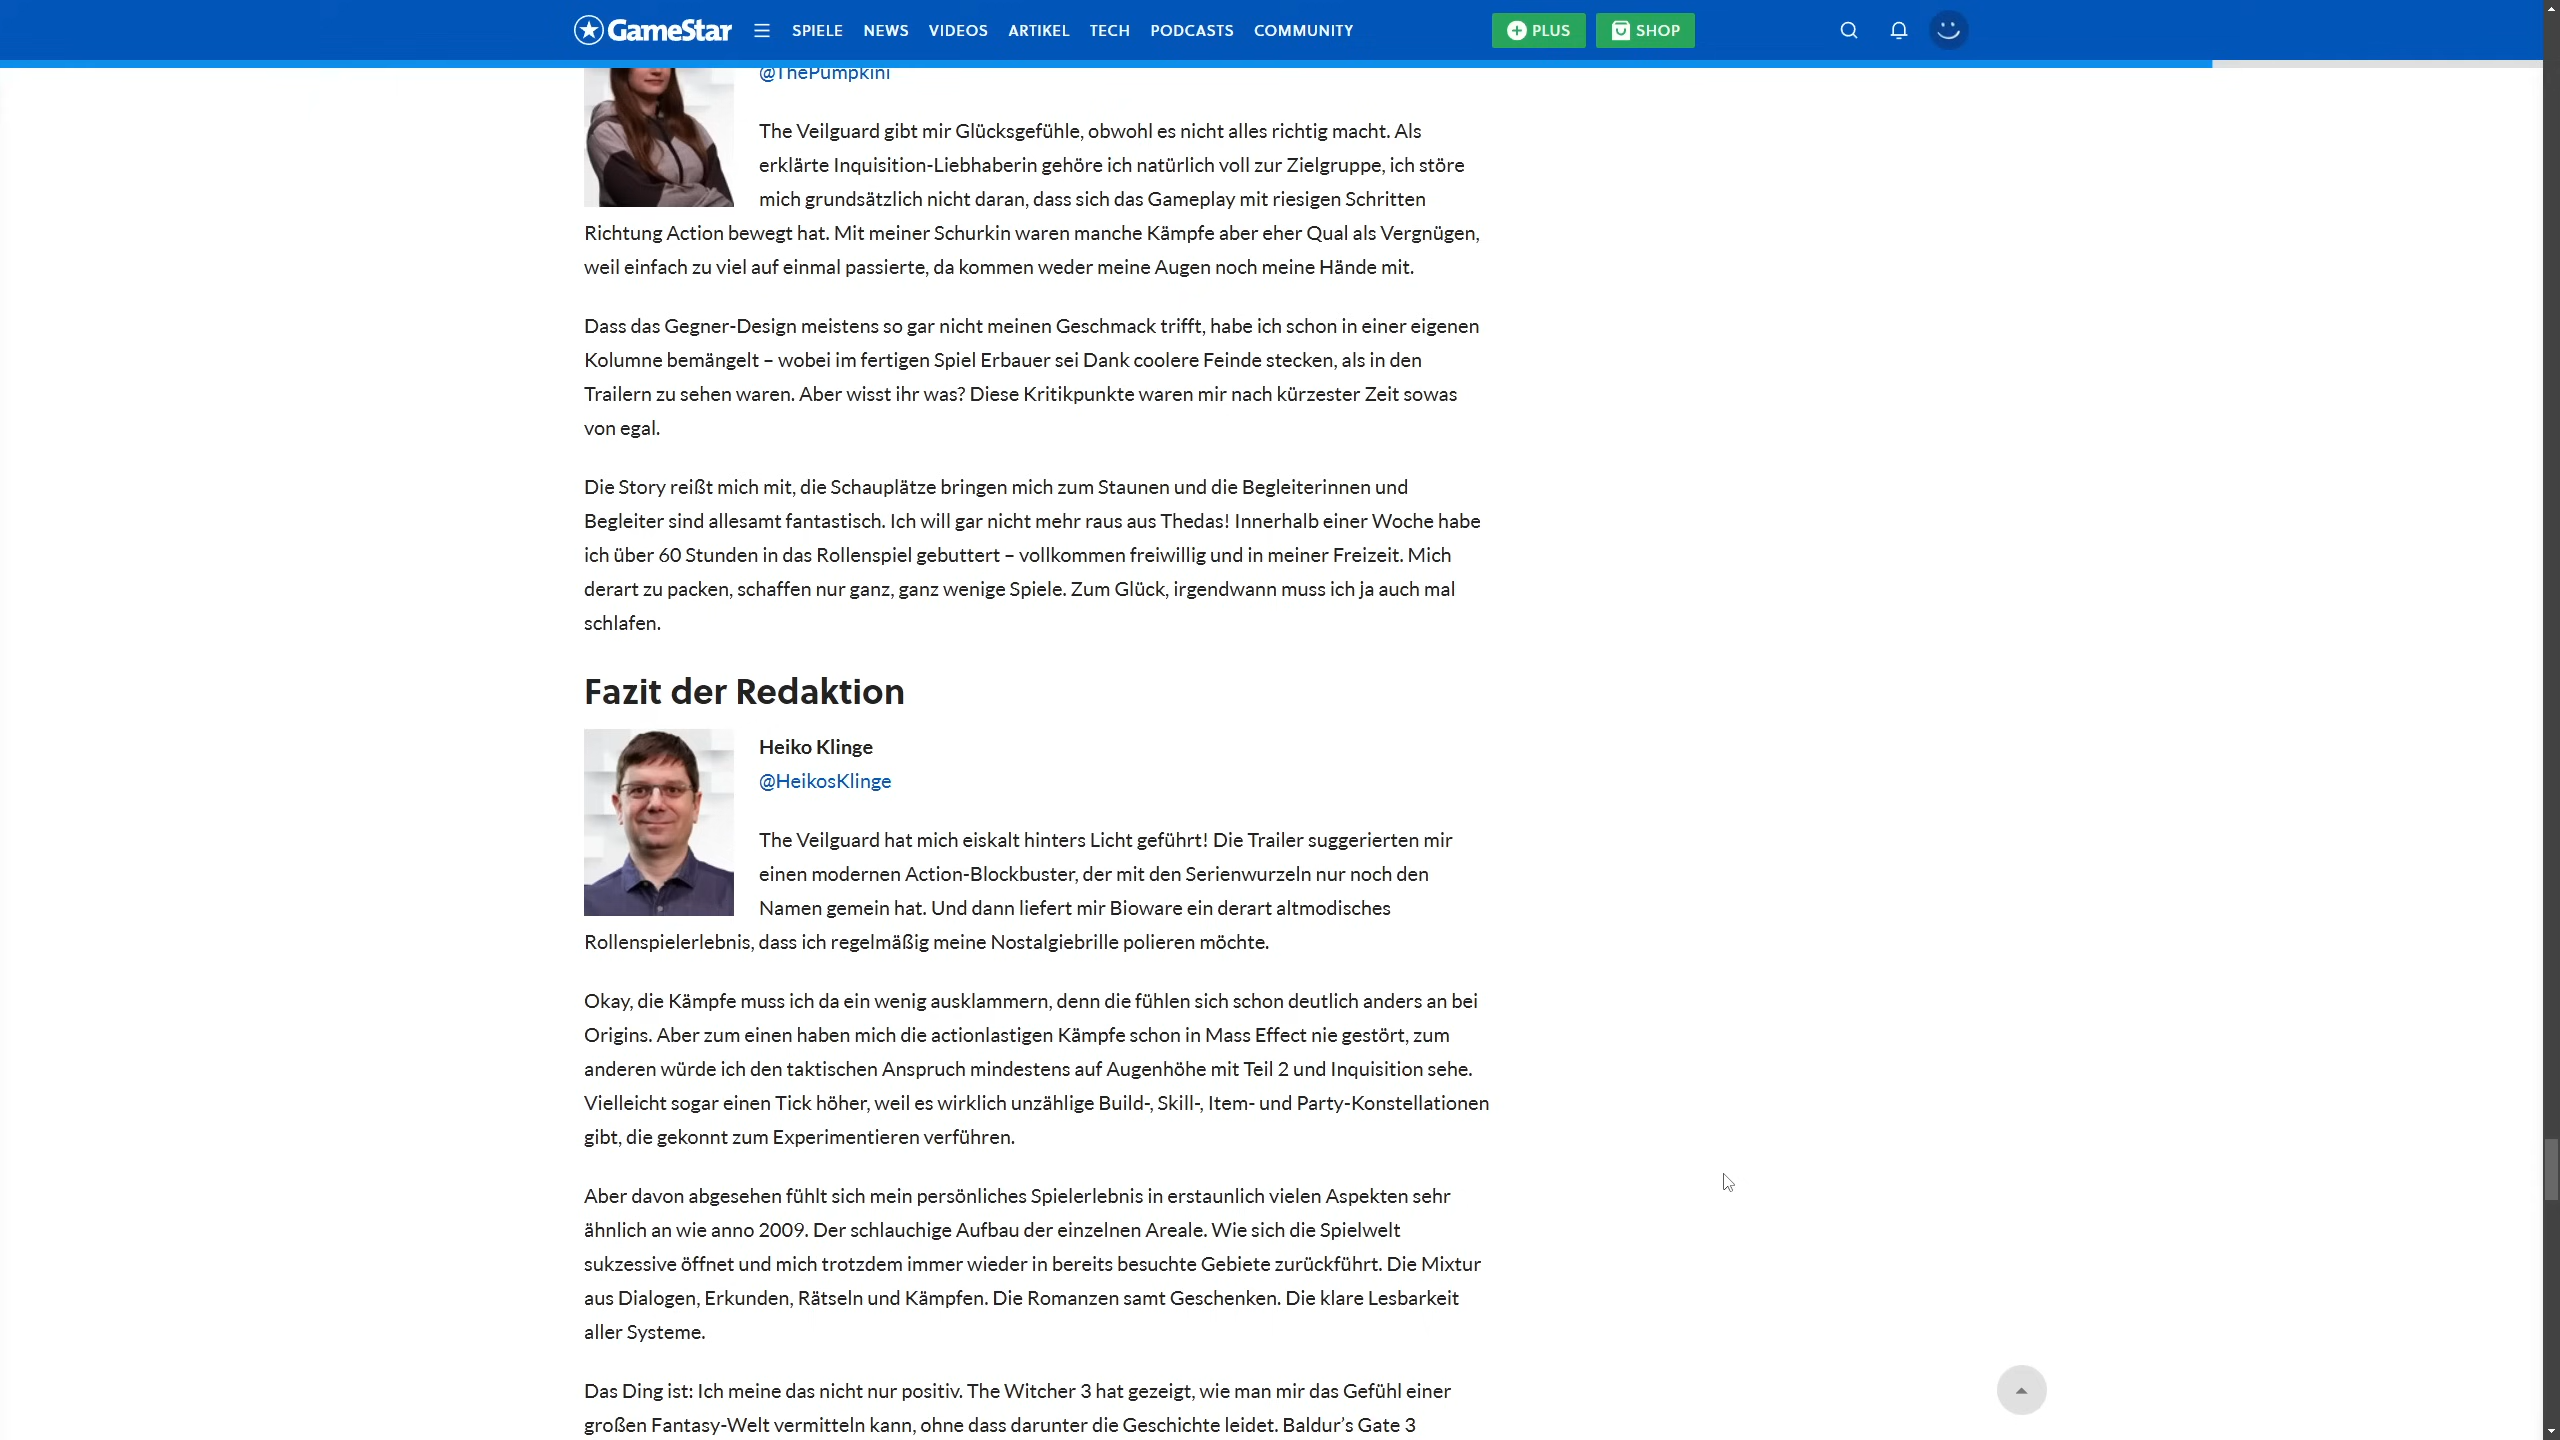 GameStar
SPIELE NEWS VIDEOS ARTIKEL TECH PODCASTS COMMUNITY
PLUS SHOP
@ThePumpkini
The Veilguard gibt mir Glücksgefühle, obwohl es nicht alles richtig macht. Als
erklärte Inquisition-Liebhaberin gehöre ich natürlich voll zur Zielgruppe, ich störe
mich grundsätzlich nicht daran, dass sich das Gameplay mit riesigen Schritten
Richtung Action bewegt hat. Mit meiner Schurkin waren manche Kämpfe aber eher Qual als Vergnügen,
weil einfach zu viel auf einmal passierte, da kommen weder meine Augen noch meine Hände mit.
Dass das Gegner-Design meistens so gar nicht meinen Geschmack trifft, habe ich schon in einer eigenen
Kolumne bemängelt – wobei im fertigen Spiel Erbauer sei Dank coolere Feinde stecken, als in den
Trailern zu sehen waren. Aber wisst ihr was? Diese Kritikpunkte waren mir nach kürzester Zeit sowas
von egal.
Die Story reißt mich mit, die Schauplätze bringen mich zum Staunen und die Begleiterinnen und
Begleiter sind allesamt fantastisch. Ich will gar nicht mehr raus aus Thedas! Innerhalb einer Woche habe
ich über 60 Stunden in das Rollenspiel gebuttert – vollkommen freiwillig und in meiner Freizeit. Mich
derart zu packen, schaffen nur ganz, ganz wenige Spiele. Zum Glück, irgendwann muss ich ja auch mal
schlafen.
Fazit der Redaktion
Heiko Klinge
@HeikosKlinge
The Veilguard hat mich eiskalt hinters Licht geführt! Die Trailer suggerierten mir
einen modernen Action-Blockbuster, der mit den Serienwurzeln nur noch den
Namen gemein hat. Und dann liefert mir Bioware ein derart altmodisches
Rollenspielerlebnis, dass ich regelmäßig meine Nostalgiebrille polieren möchte.
Okay, die Kämpfe muss ich da ein wenig ausklammern, denn die fühlen sich schon deutlich anders an bei
Origins. Aber zum einen haben mich die actionlastigen Kämpfe schon in Mass Effect nie gestört, zum
anderen würde ich den taktischen Anspruch mindestens auf Augenhöhe mit Teil 2 und Inquisition sehe.
Vielleicht sogar einen Tick höher, weil es wirklich unzählige Build-, Skill-, Item- und Party-Konstellationen
gibt, die gekonnt zum Experimentieren verführen.
Aber davon abgesehen fühlt sich mein persönliches Spielerlebnis in erstaunlich vielen Aspekten sehr
ähnlich an wie anno 2009. Der schlauchige Aufbau der einzelnen Areale. Wie sich die Spielwelt
sukzessive öffnet und mich trotzdem immer wieder in bereits besuchte Gebiete zurückführt. Die Mixtur
aus Dialogen, Erkunden, Rätseln und Kämpfen. Die Romanzen samt Geschenken. Die klare Lesbarkeit
aller Systeme.
Das Ding ist: Ich meine das nicht nur positiv. The Witcher 3 hat gezeigt, wie man mir das Gefühl einer
großen Fantasy-Welt vermitteln kann, ohne dass darunter die Geschichte leidet. Baldur’s Gate 3